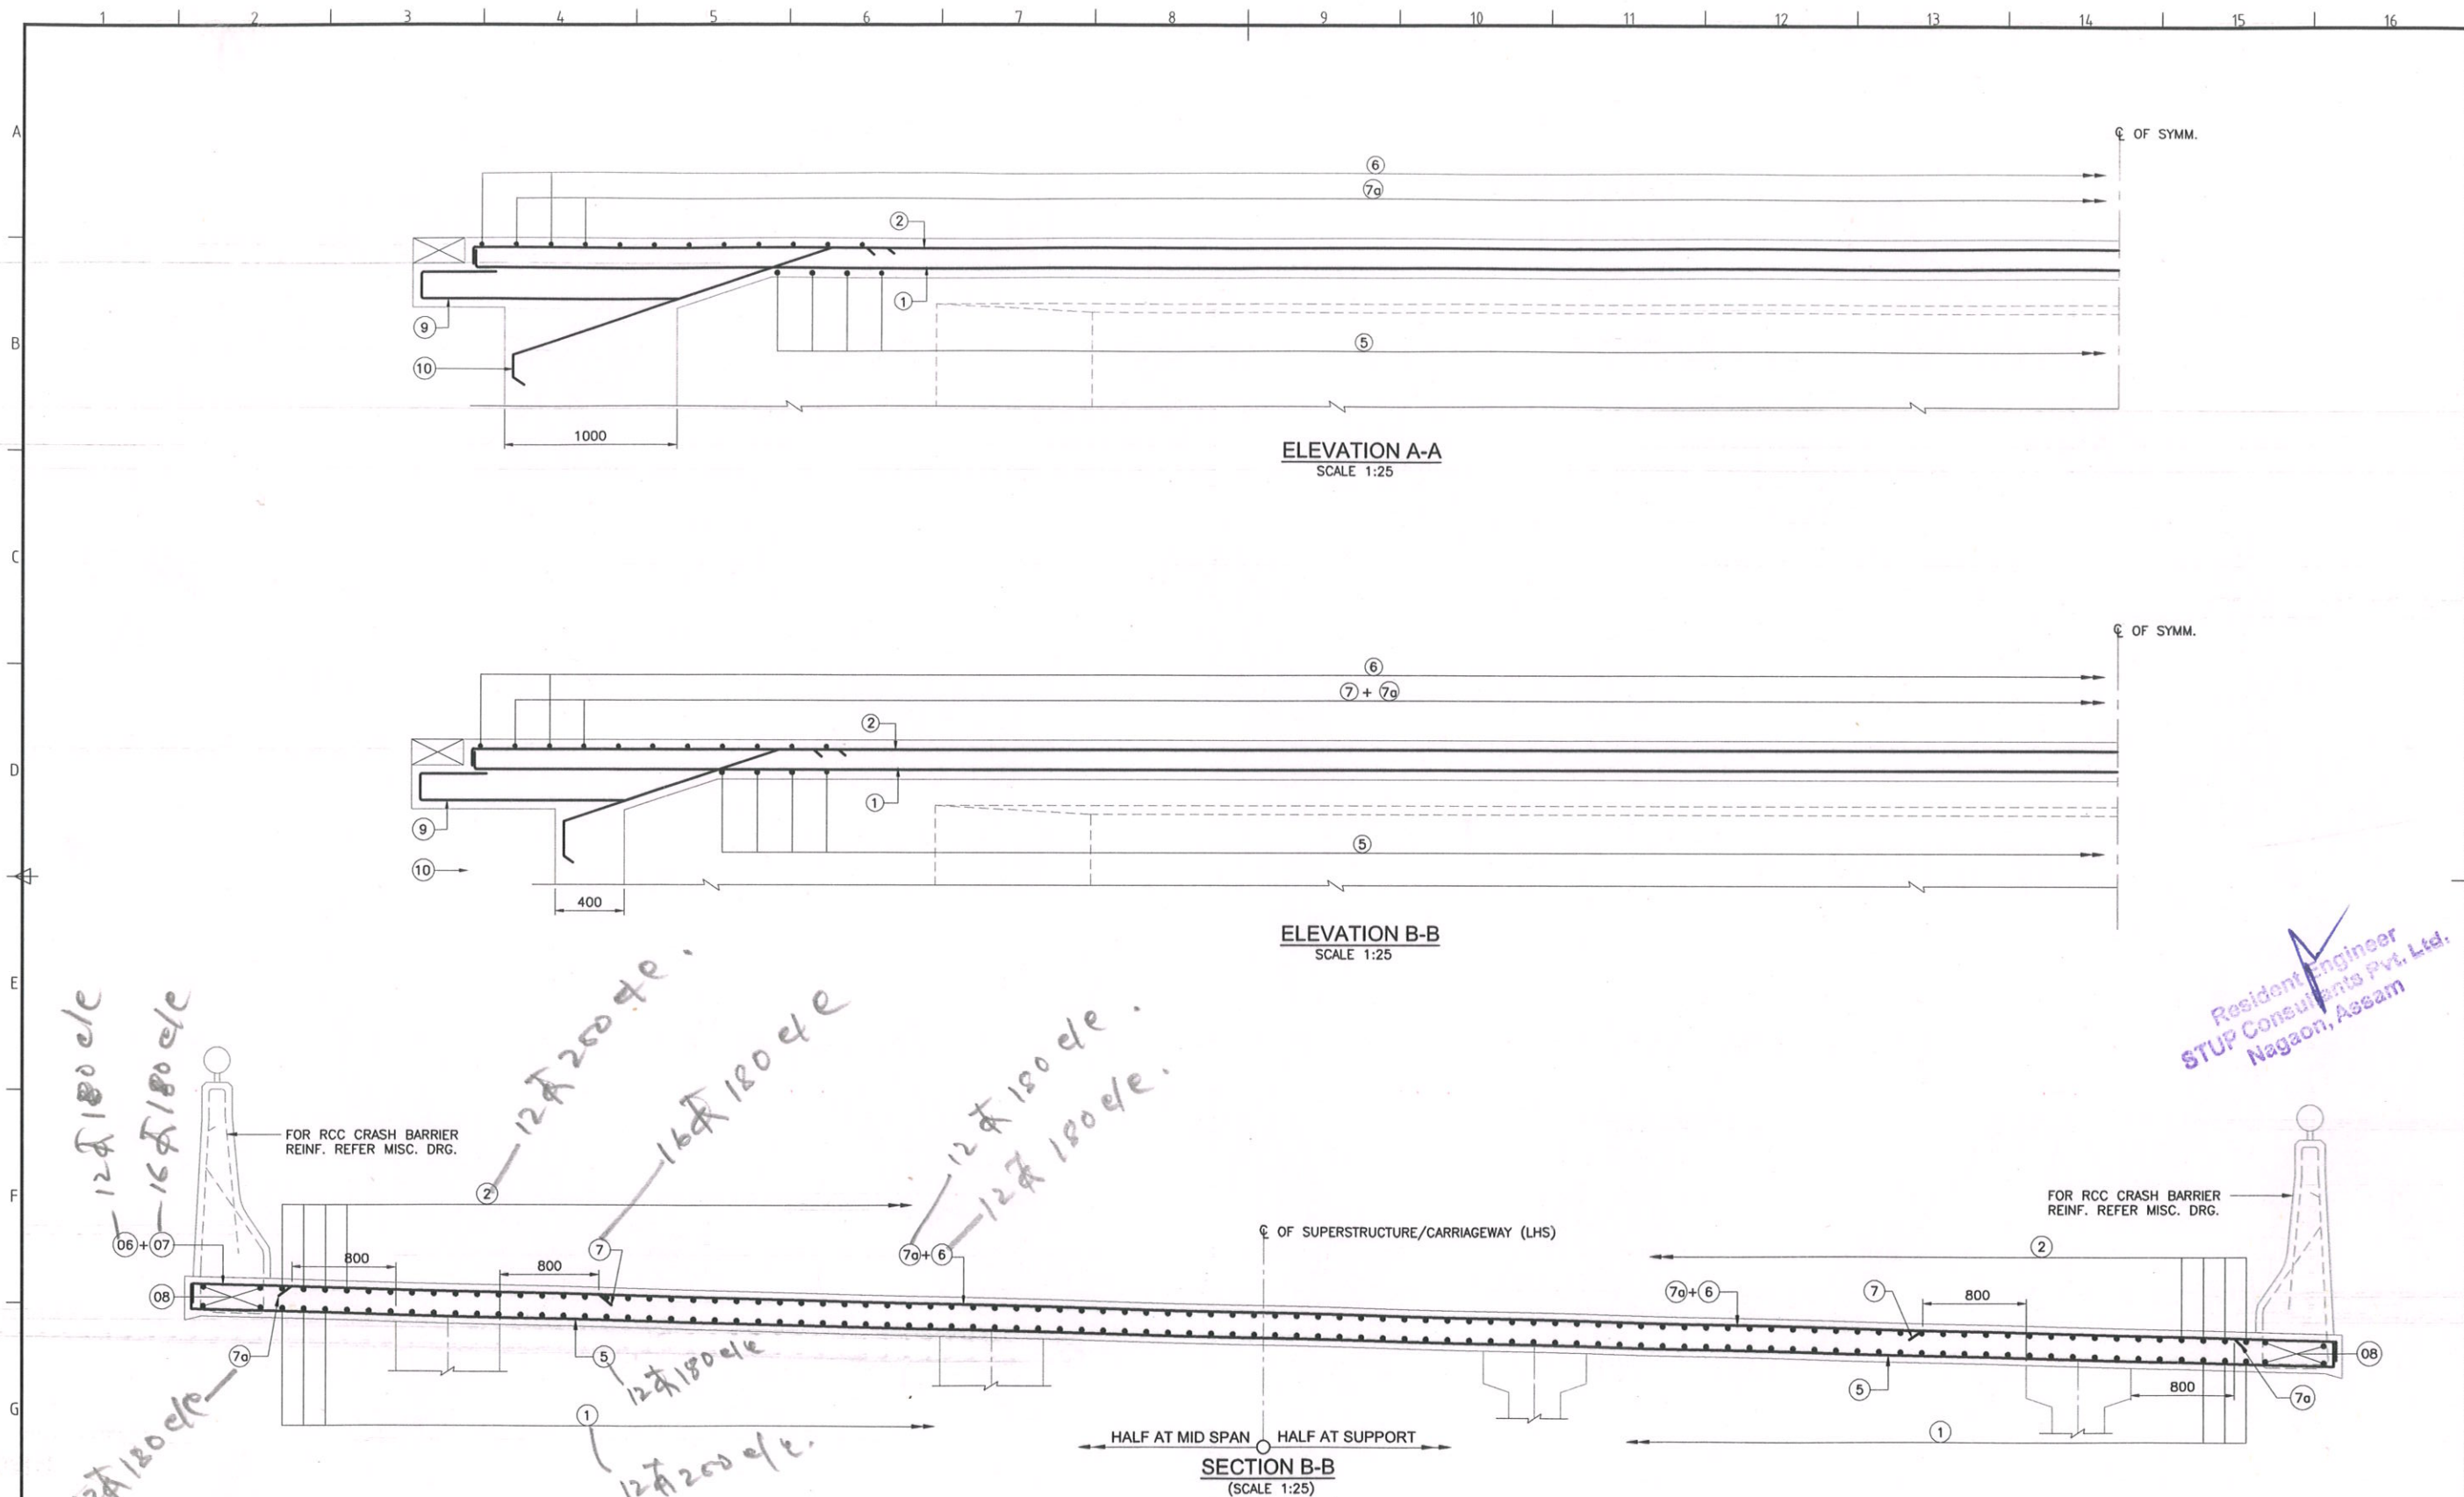 1 2 3 4 5 6 7 8 9 10 11 12 13 14 15 16
A
℄ OF SYMM.
6
7a
2
1
9
B
5
10
1000
ELEVATION A-A
SCALE 1:25
C
℄ OF SYMM.
6
7 + 7a
2
D
1
9
5
10
400
ELEVATION B-B
SCALE 1:25
E
Resident Engineer
STUP Consultants Pvt. Ltd.
Nagaon, Assam
12 180 c/c
16 180 c/c
12 200 c/c.
16 180 c/c
12 180 c/c.
12 180 c/c.
FOR RCC CRASH BARRIER
REINF. REFER MISC. DRG.
F
2
FOR RCC CRASH BARRIER
REINF. REFER MISC. DRG.
06+07
800
800
7
7a+6
℄ OF SUPERSTRUCTURE/CARRIAGEWAY (LHS)
2
7a+6
7
800
08
7a
5
12 180 c/c
5
08
800
7a
G
180 c/c
1
12 200 c/c.
1
HALF AT MID SPAN
HALF AT SUPPORT
SECTION B-B
(SCALE 1:25)